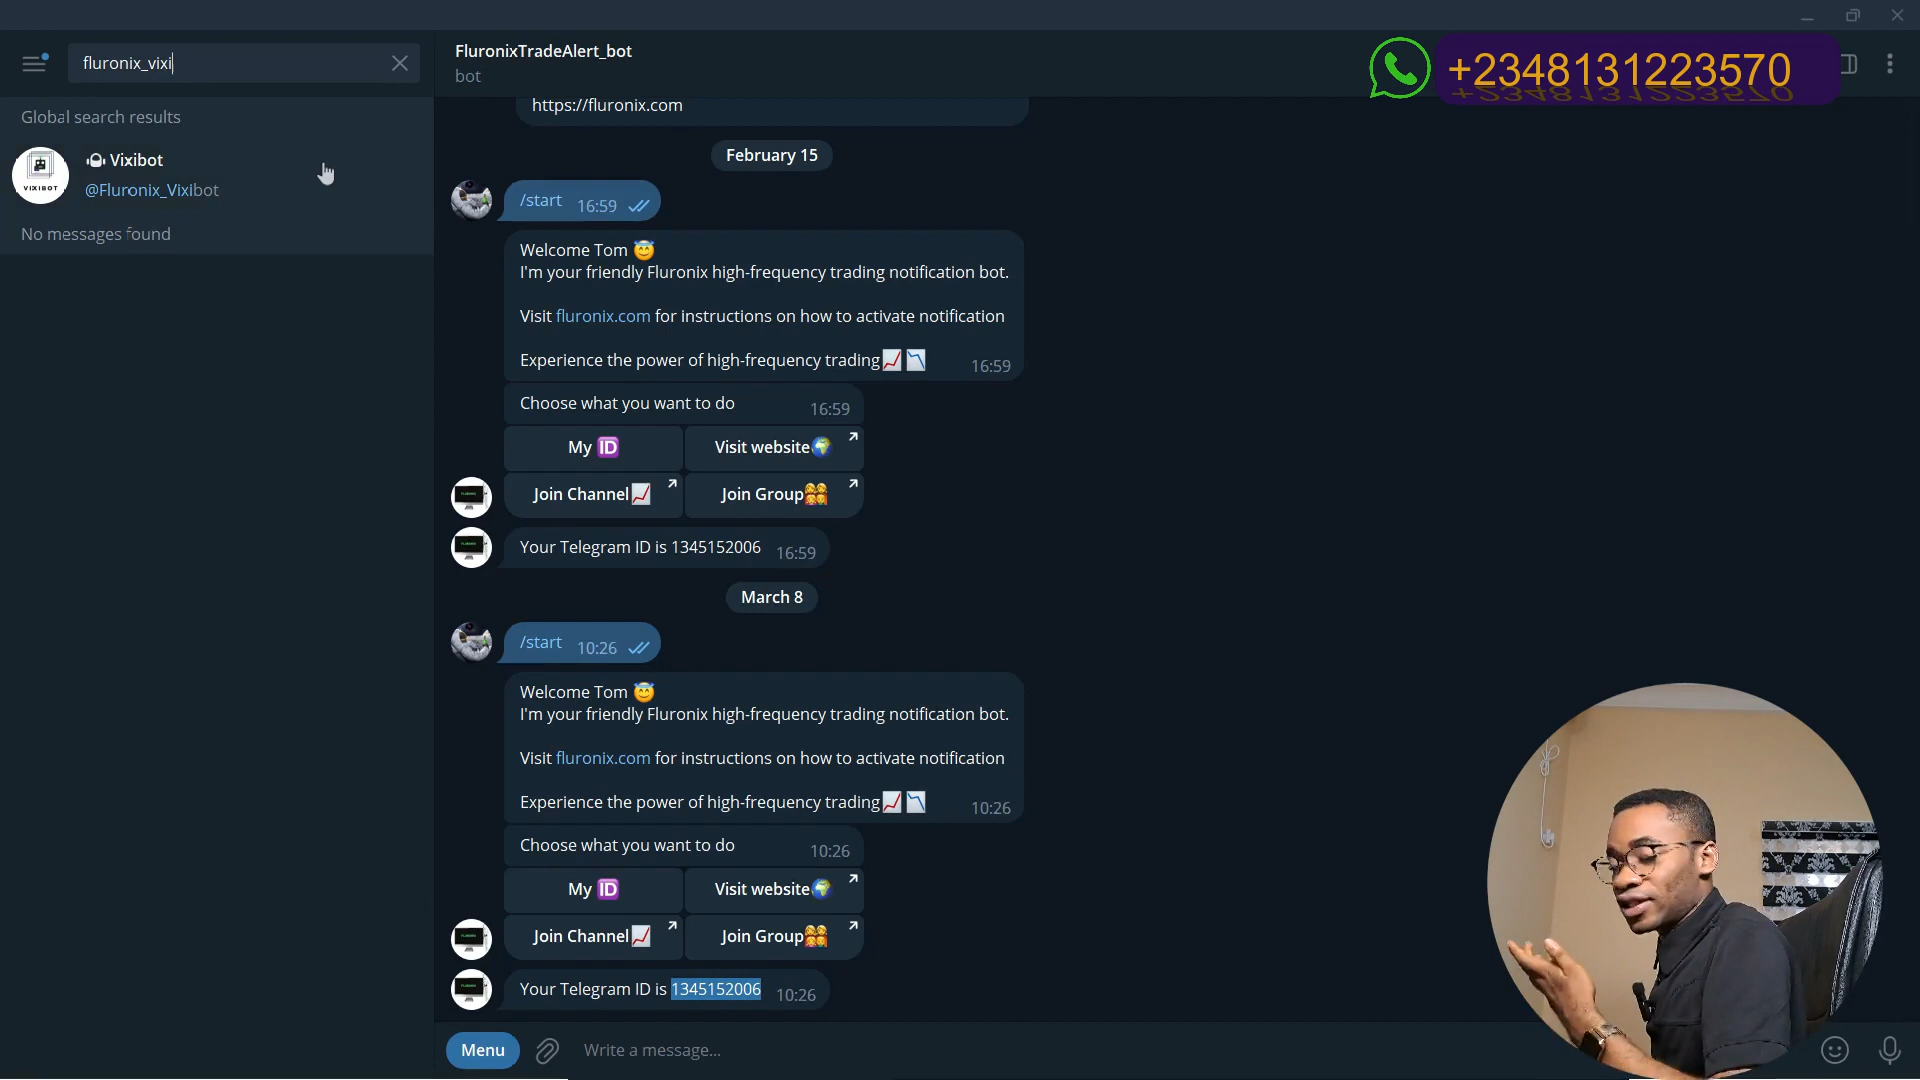 fluronix_vixi
Global search results
VIXIBOT
Vixibot
@Fluronix_Vixibot
No messages found
FluronixTradeAlert_bot
bot
+2348131223570
https://fluronix.com
February 15
/start 16:59
Welcome Tom 😇
I'm your friendly Fluronix high-frequency trading notification bot.
Visit fluronix.com for instructions on how to activate notification
Experience the power of high-frequency trading📈📉 16:59
Choose what you want to do 16:59
My 🆔 Visit website🌍
Join Channel📈 Join Group👨‍👩‍👧‍👦
Your Telegram ID is 1345152006 16:59
March 8
/start 10:26
Welcome Tom 😇
I'm your friendly Fluronix high-frequency trading notification bot.
Visit fluronix.com for instructions on how to activate notification
Experience the power of high-frequency trading📈📉 10:26
Choose what you want to do 10:26
My 🆔 Visit website🌍
Join Channel📈 Join Group👨‍👩‍👧‍👦
Your Telegram ID is 1345152006 10:26
Menu Write a message...